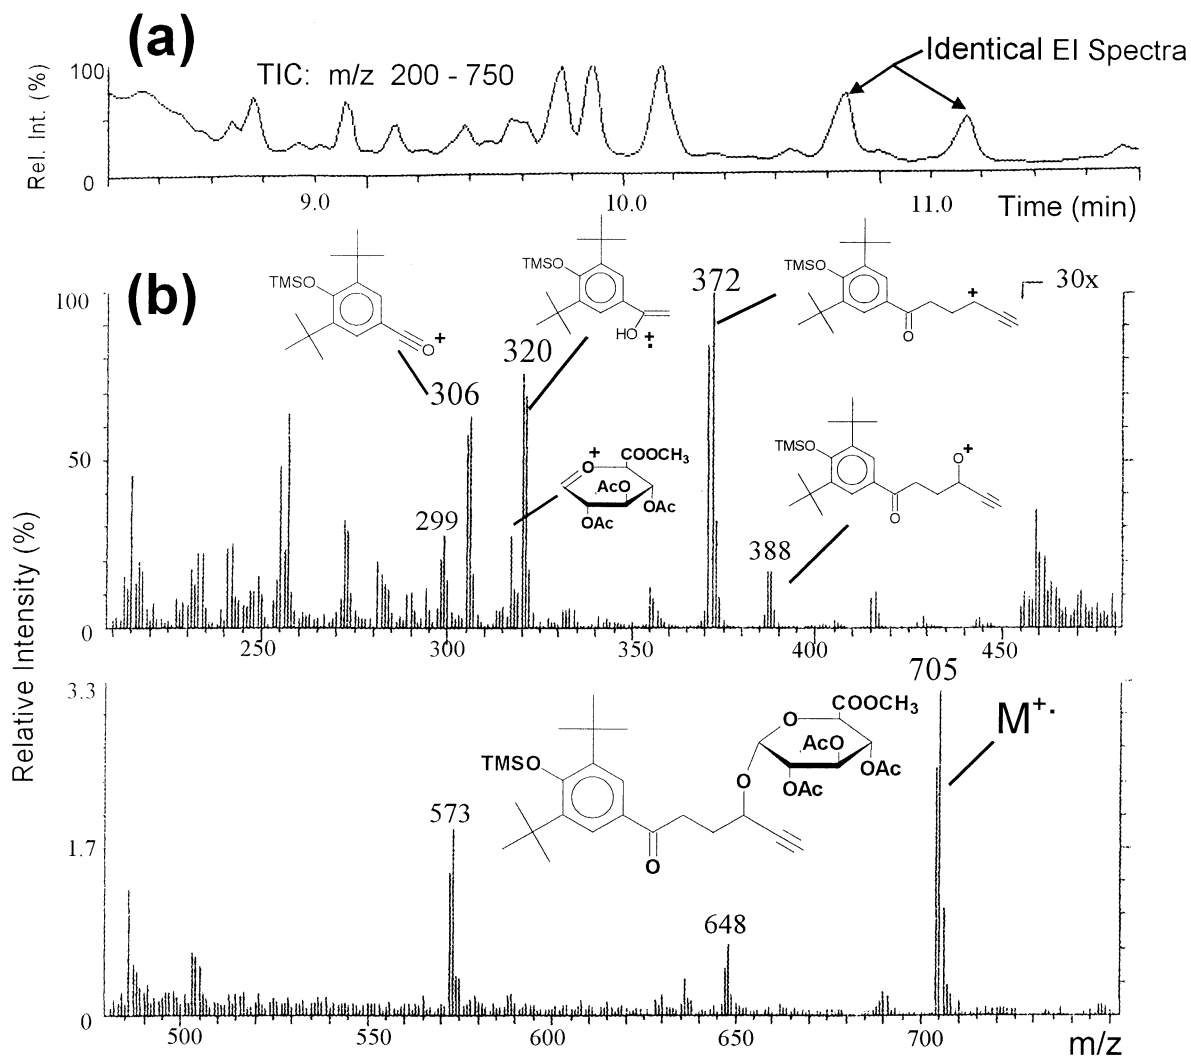 (a)
Identical EI Spectra
TIC: m/z 200 - 750
Rel. Int. (%)
100
0
9.0
10.0
11.0
Time (min)
(b)
TMSO
O
+
TMSO
HO
+
TMSO
O
+
30x
100
50
0
372
320
306
299
388
O
+
COOCH3
AcO
OAc
OAc
TMSO
O
O
+
250
300
350
400
450
Relative Intensity (%)
3.3
1.7
0
705
M+·
573
648
TMSO
O
O
O
COOCH3
AcO
OAc
OAc
500
550
600
650
700
m/z